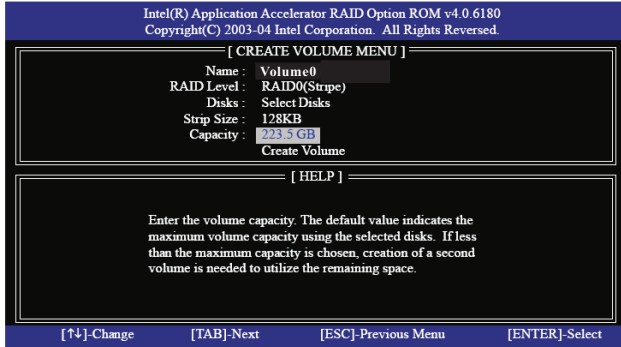 Intel(R) Application Accelerator RAID Option ROM v4.0.6180
Copyright(C) 2003-04 Intel Corporation. All Rights Reversed.
[ CREATE VOLUME MENU ]
Name : Volume0
RAID Level : RAID0(Stripe)
Disks : Select Disks
Strip Size : 128KB
Capacity : 223.5 GB
Create Volume
[ HELP ]
Enter the volume capacity. The default value indicates the
maximum volume capacity using the selected disks. If less
than the maximum capacity is chosen, creation of a second
volume is needed to utilize the remaining space.
[↑↓]-Change [TAB]-Next [ESC]-Previous Menu [ENTER]-Select